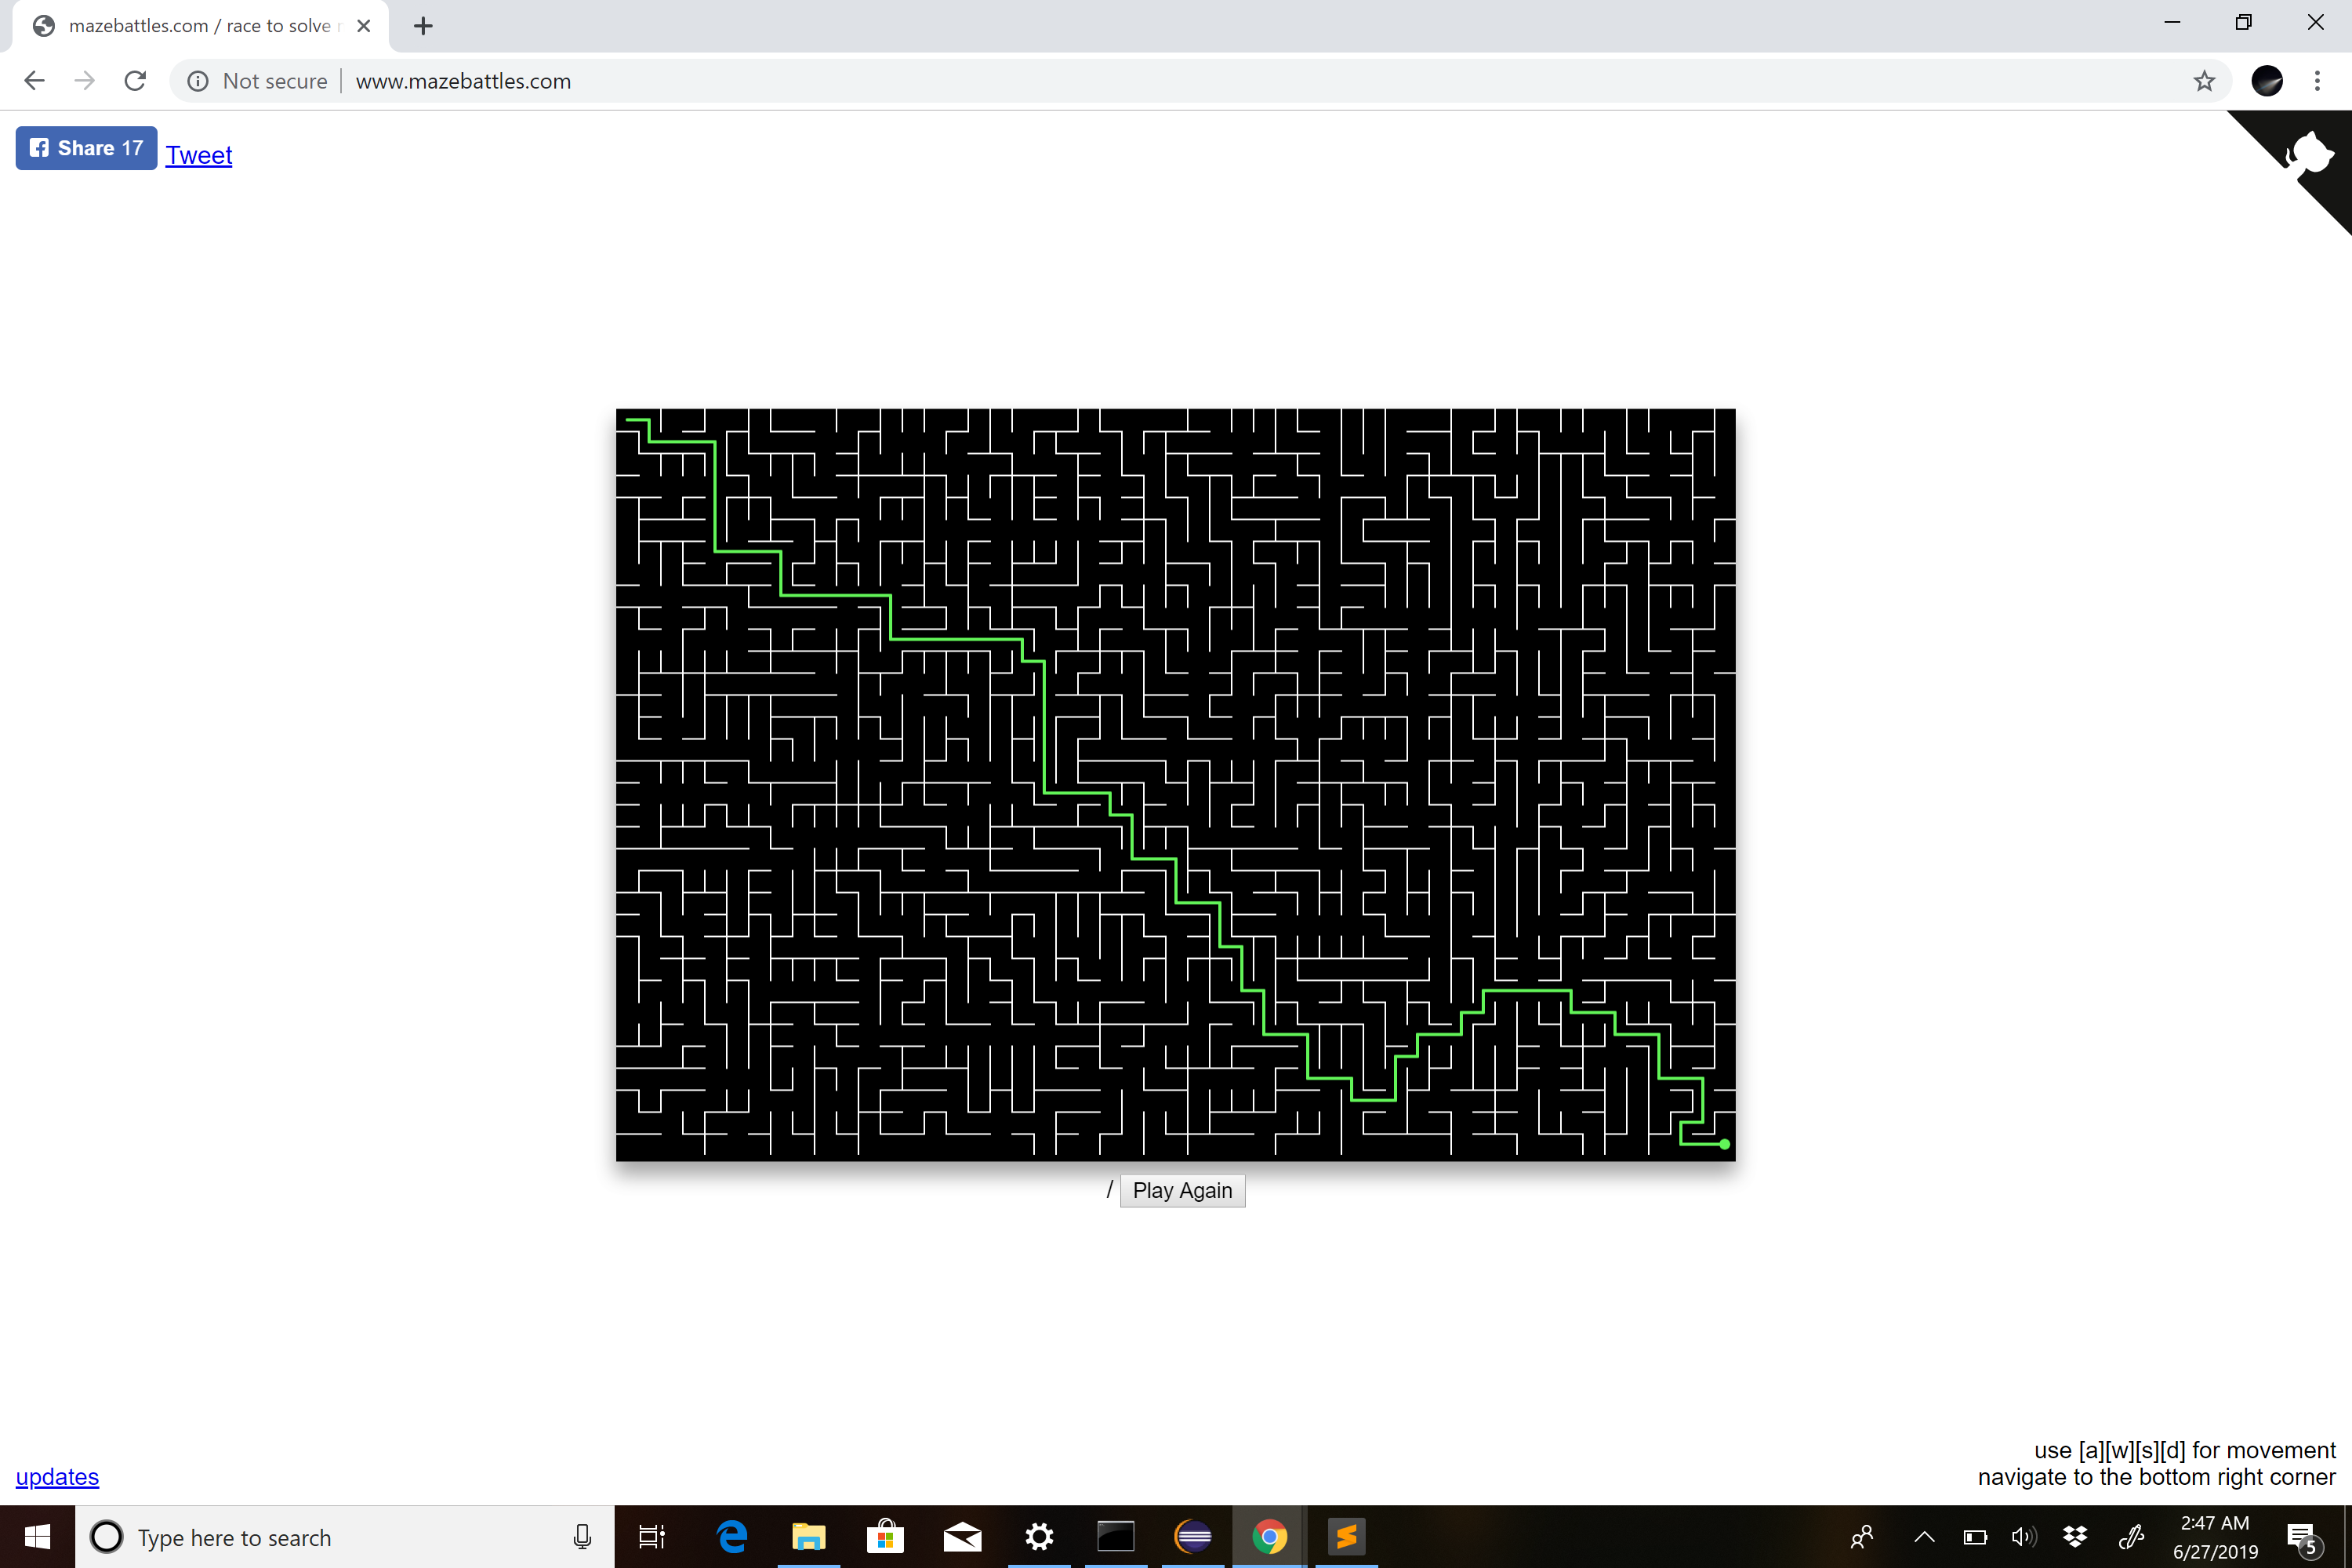 mazebattles.com / race to solve
Not secure | www.mazebattles.com
Share 17
Tweet
/ Play Again
use [a][w][s][d] for movement
updates
navigate to the bottom right corner
Type here to search
2:47 AM
6/27/2019
5